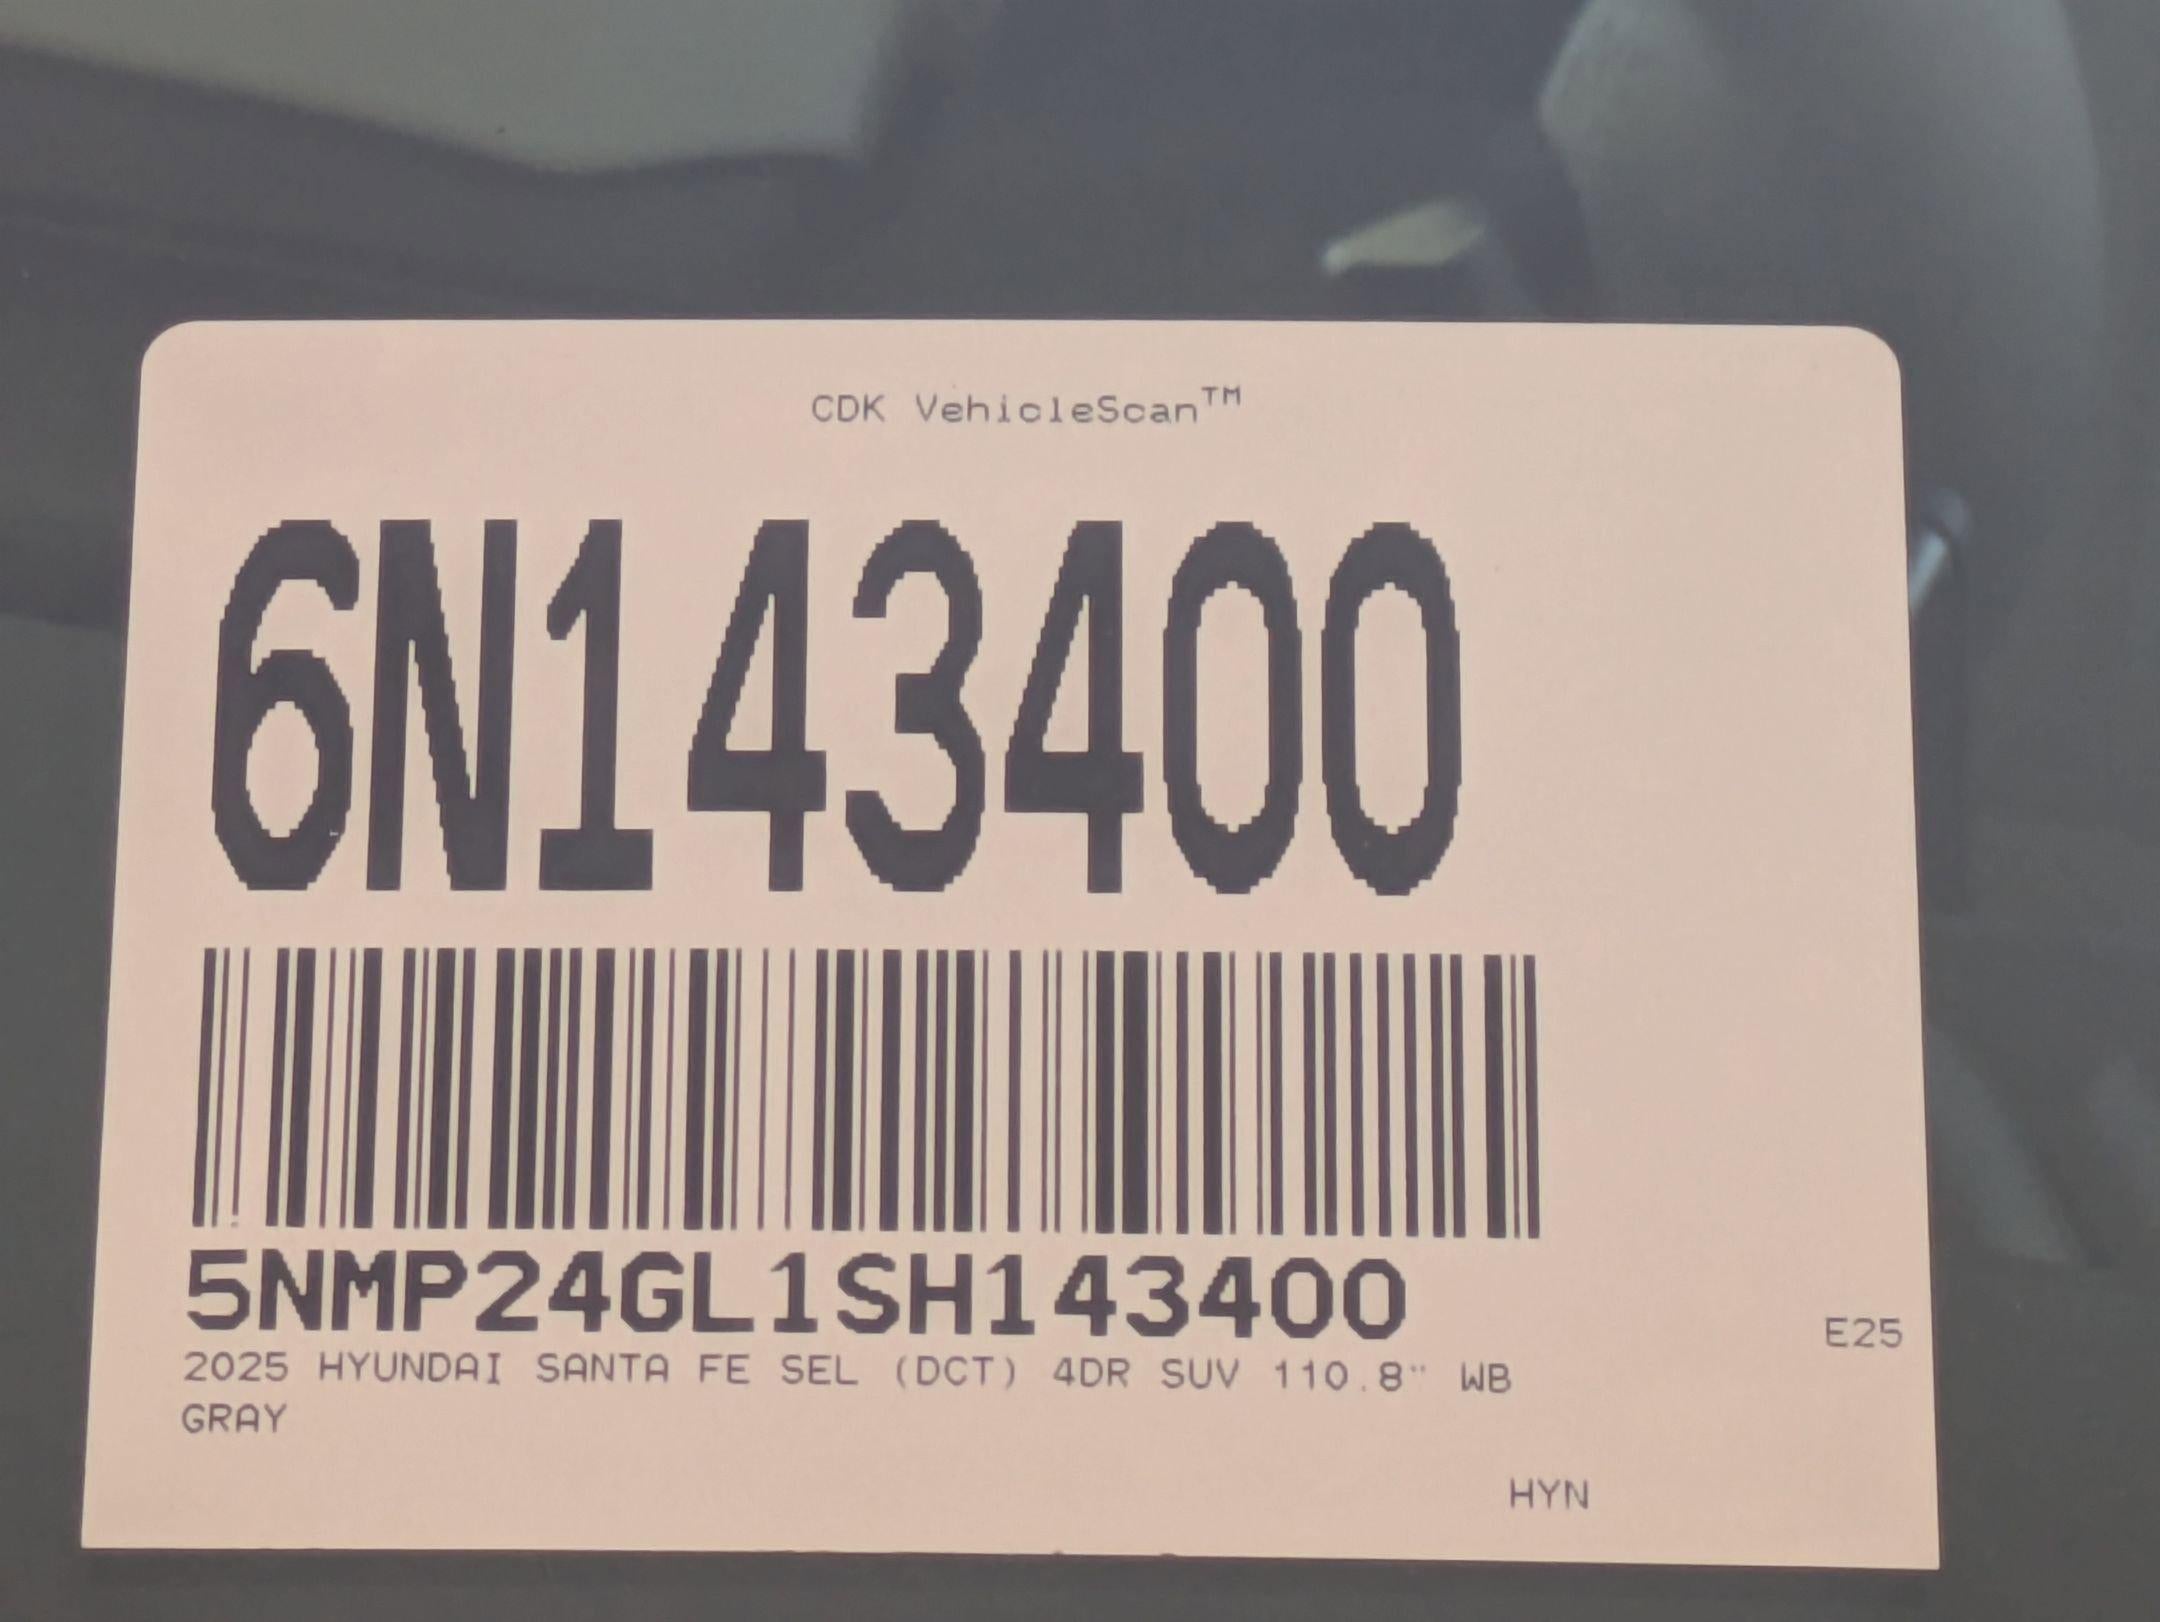 CDK VehicleScan™
6N143400
5NMP24GL1SH143400
E25
2025 HYUNDAI SANTA FE SEL (DCT) 4DR SUV 110.8" WB
GRAY
HYN